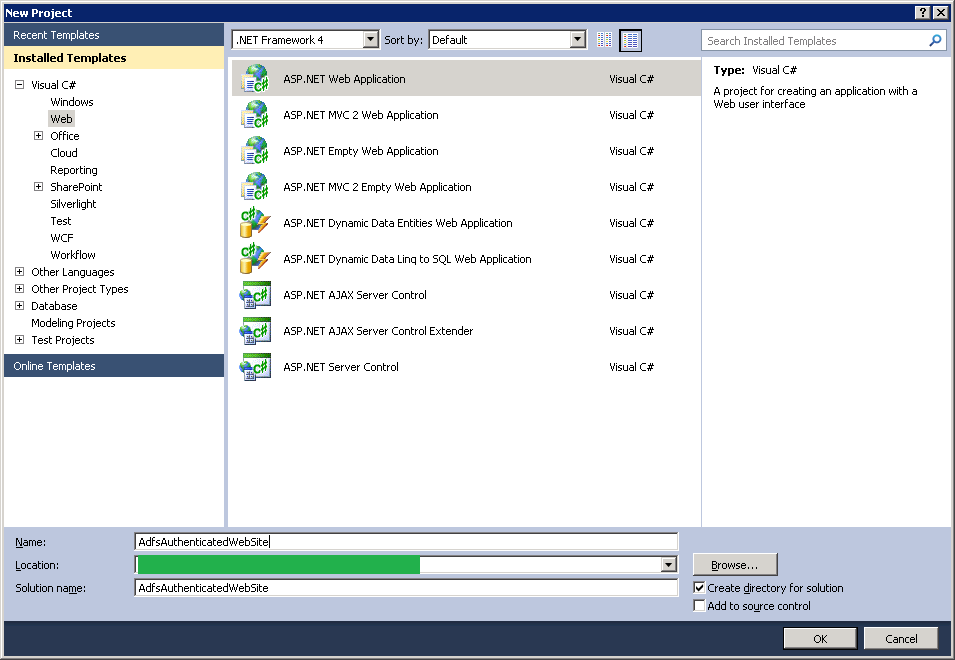 New Project
Recent Templates
Installed Templates
Visual C#
Windows
Web
Office
Cloud
Reporting
SharePoint
Silverlight
Test
WCF
Workflow
Other Languages
Other Project Types
Database
Modeling Projects
Test Projects
Online Templates
.NET Framework 4 Sort by: Default
ASP.NET Web Application Visual C#
ASP.NET MVC 2 Web Application Visual C#
ASP.NET Empty Web Application Visual C#
ASP.NET MVC 2 Empty Web Application Visual C#
ASP.NET Dynamic Data Entities Web Application Visual C#
ASP.NET Dynamic Data Linq to SQL Web Application Visual C#
ASP.NET AJAX Server Control Visual C#
ASP.NET AJAX Server Control Extender Visual C#
ASP.NET Server Control Visual C#
Search Installed Templates
Type: Visual C#
A project for creating an application with a
Web user interface
Name: AdfsAuthenticatedWebSite
Location:
Browse...
Solution name: AdfsAuthenticatedWebSite
Create directory for solution
Add to source control
OK Cancel